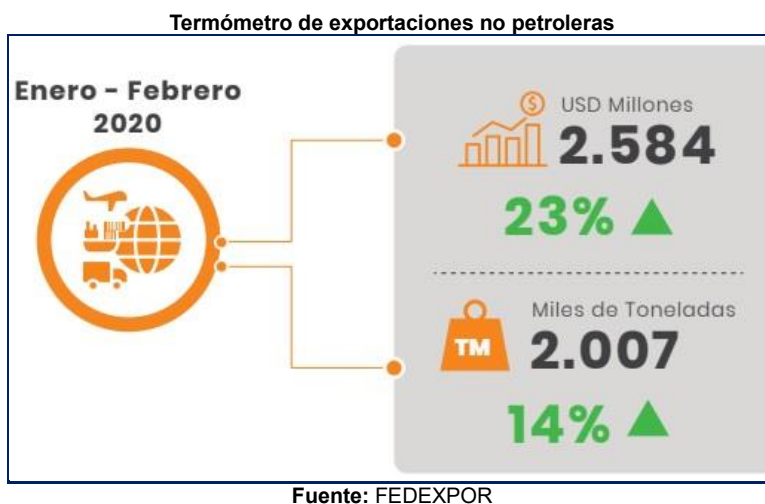 Termómetro de exportaciones no petroleras
Enero - Febrero
2020
$
USD Millones
2.584
23%
TM
Miles de Toneladas
2.007
14%
Fuente: FEDEXPOR